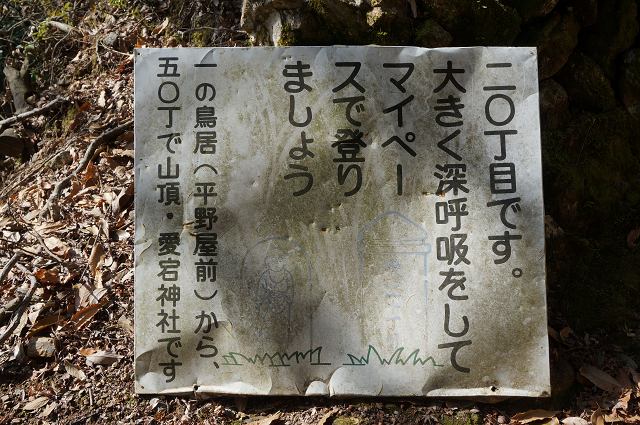 二〇丁目です。
大きく深呼吸をして
マイペー
スで登り
ましょう
一の鳥居（平野屋前）から、
五〇丁で山頂・愛宕神社です